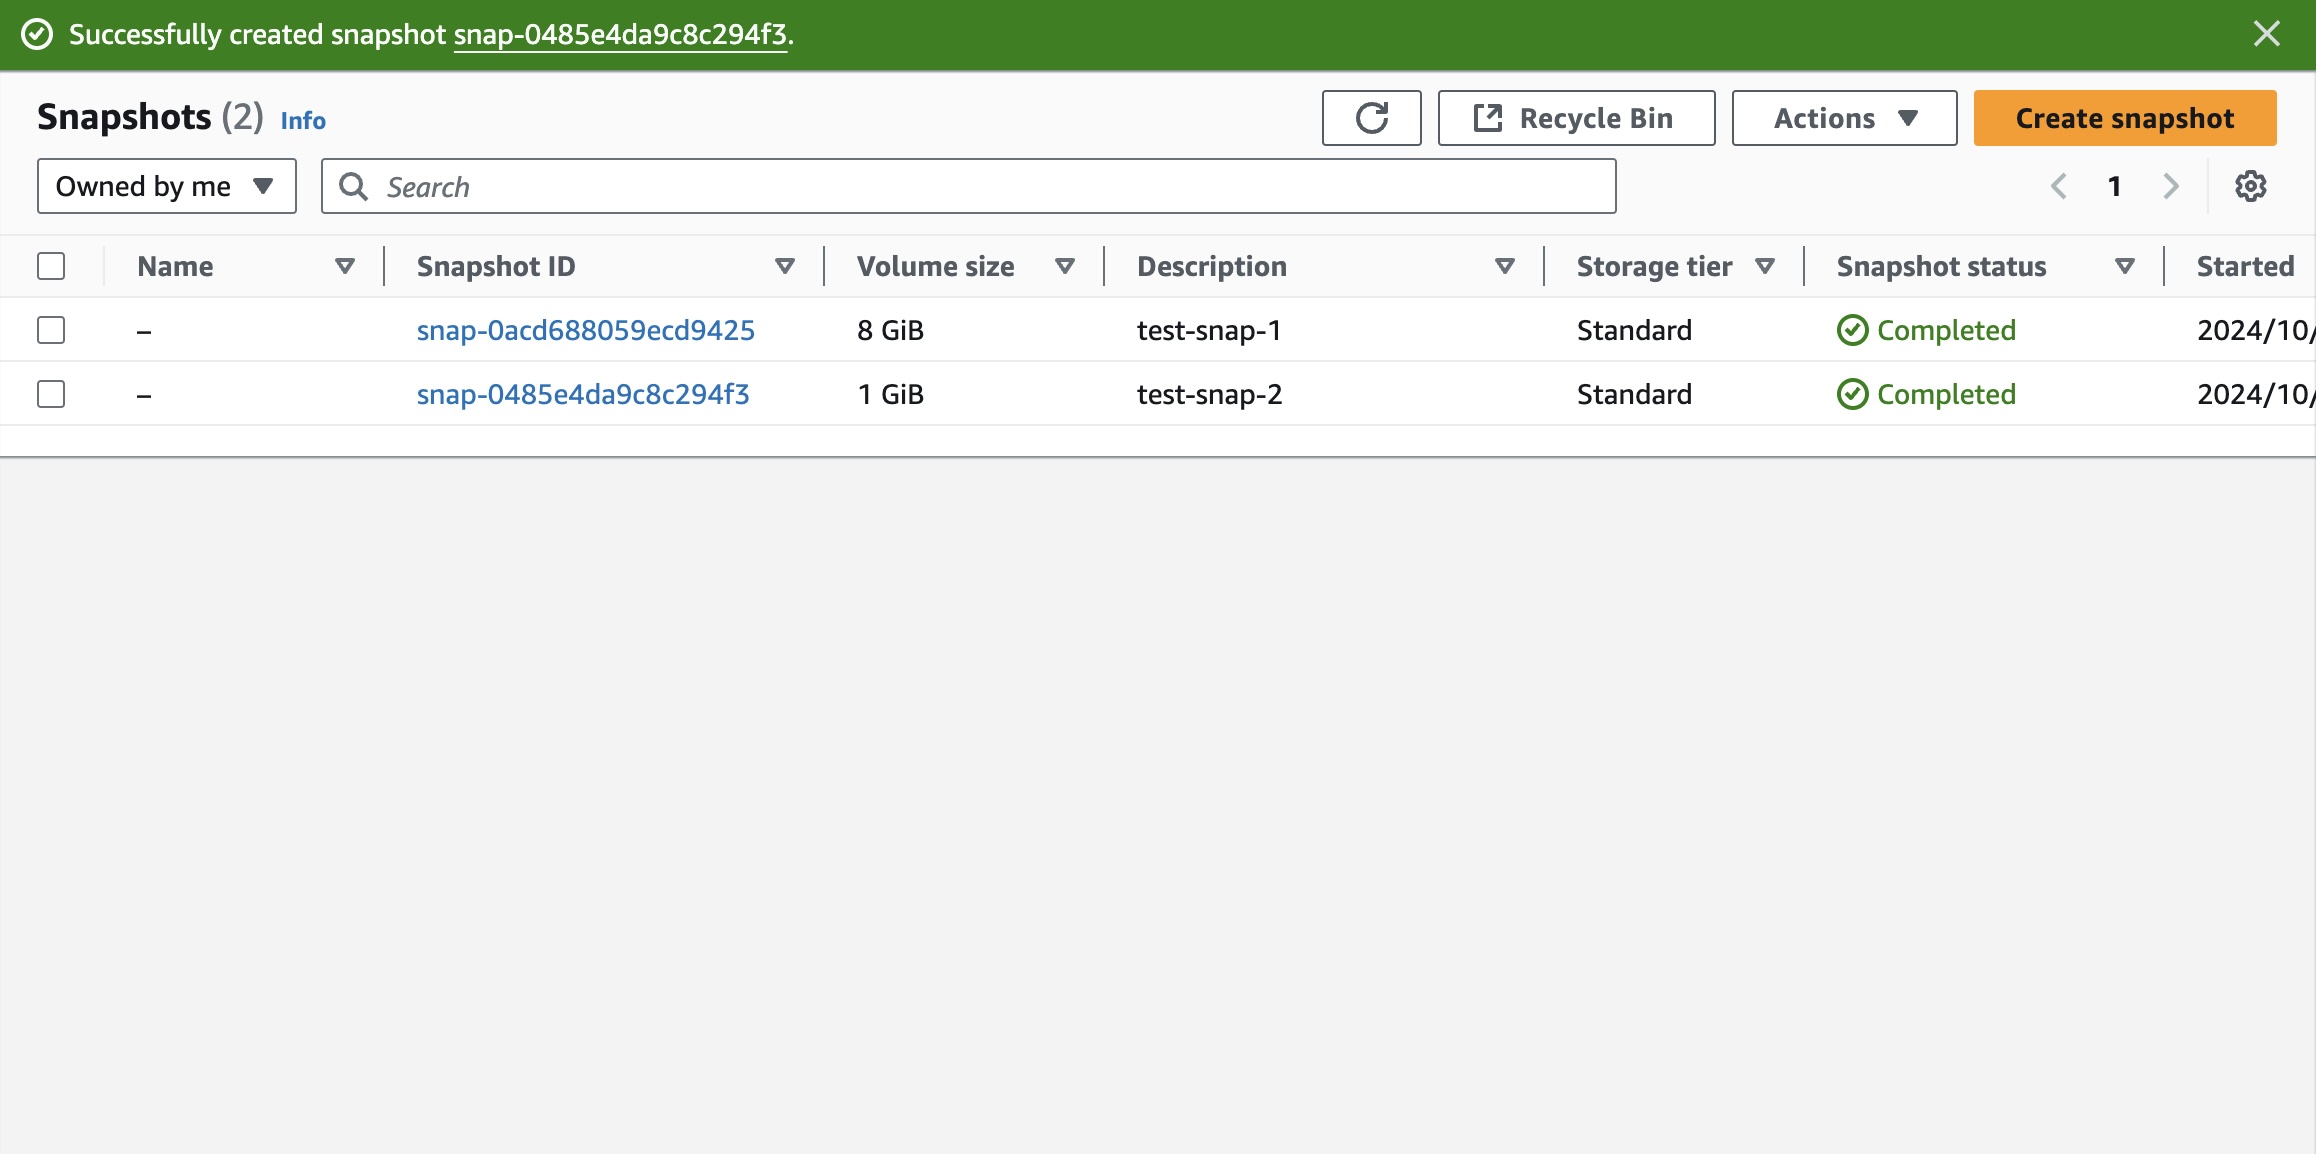 Successfully created snapshot snap-0485e4da9c8c294f3.
Snapshots (2) Info
Recycle Bin
Actions
Create snapshot
Owned by me
Search
1
Name Snapshot ID Volume size Description Storage tier Snapshot status Started
– snap-0acd688059ecd9425 8 GiB test-snap-1 Standard Completed 2024/10/
– snap-0485e4da9c8c294f3 1 GiB test-snap-2 Standard Completed 2024/10/